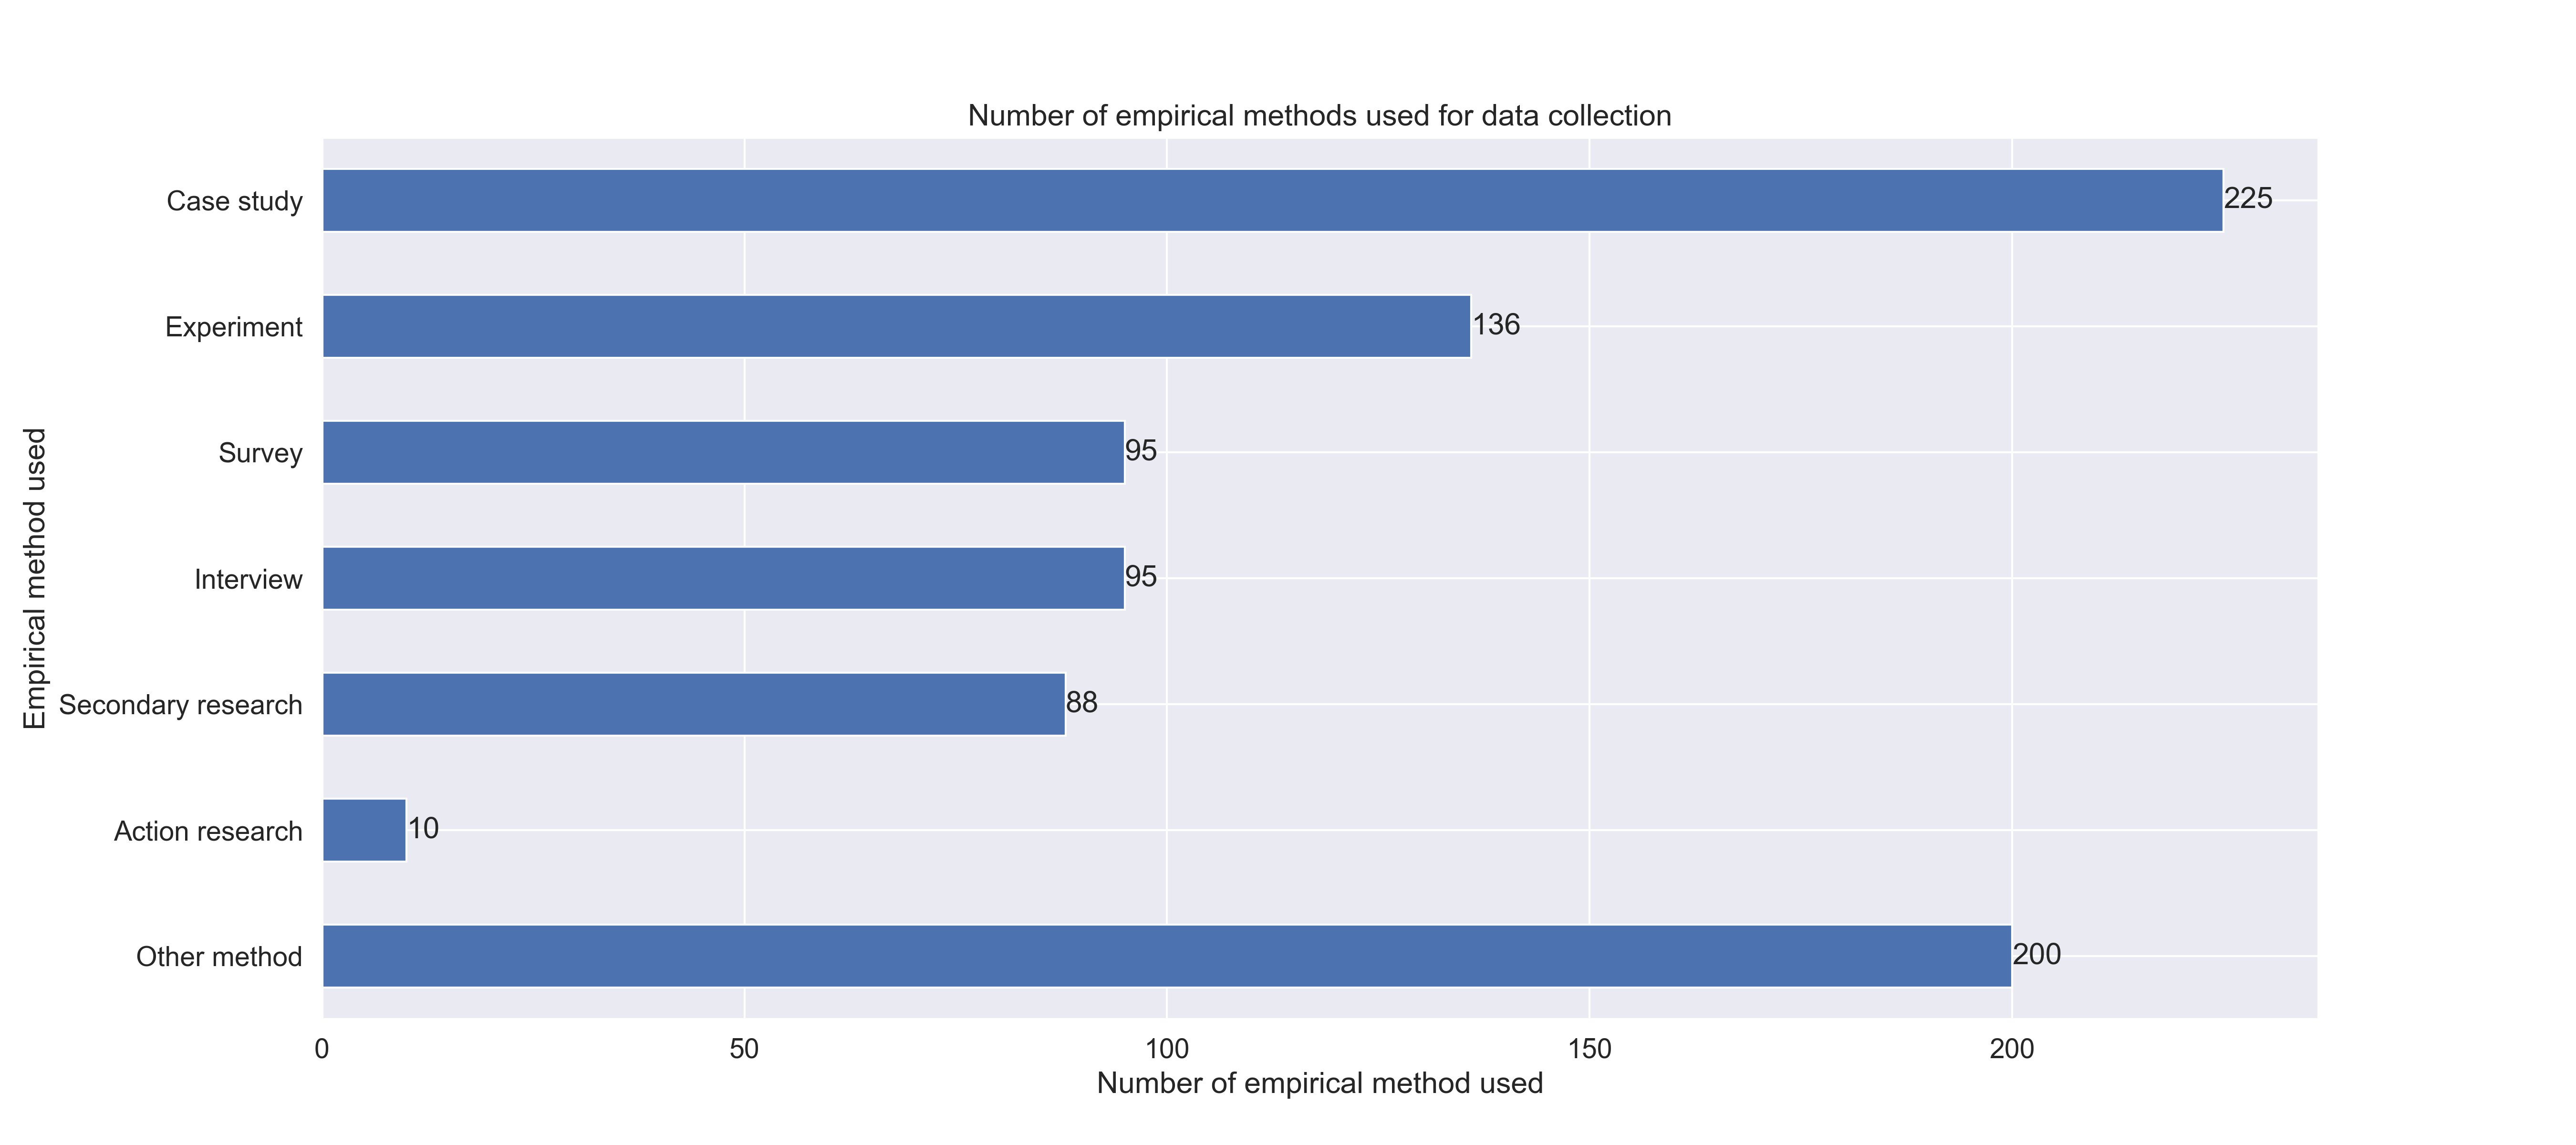 Number of empirical methods used for data collection
Empirical method used
Case study 225
Experiment 136
Survey 95
Interview 95
Secondary research 88
Action research 10
Other method 200
0 50 100 150 200
Number of empirical method used